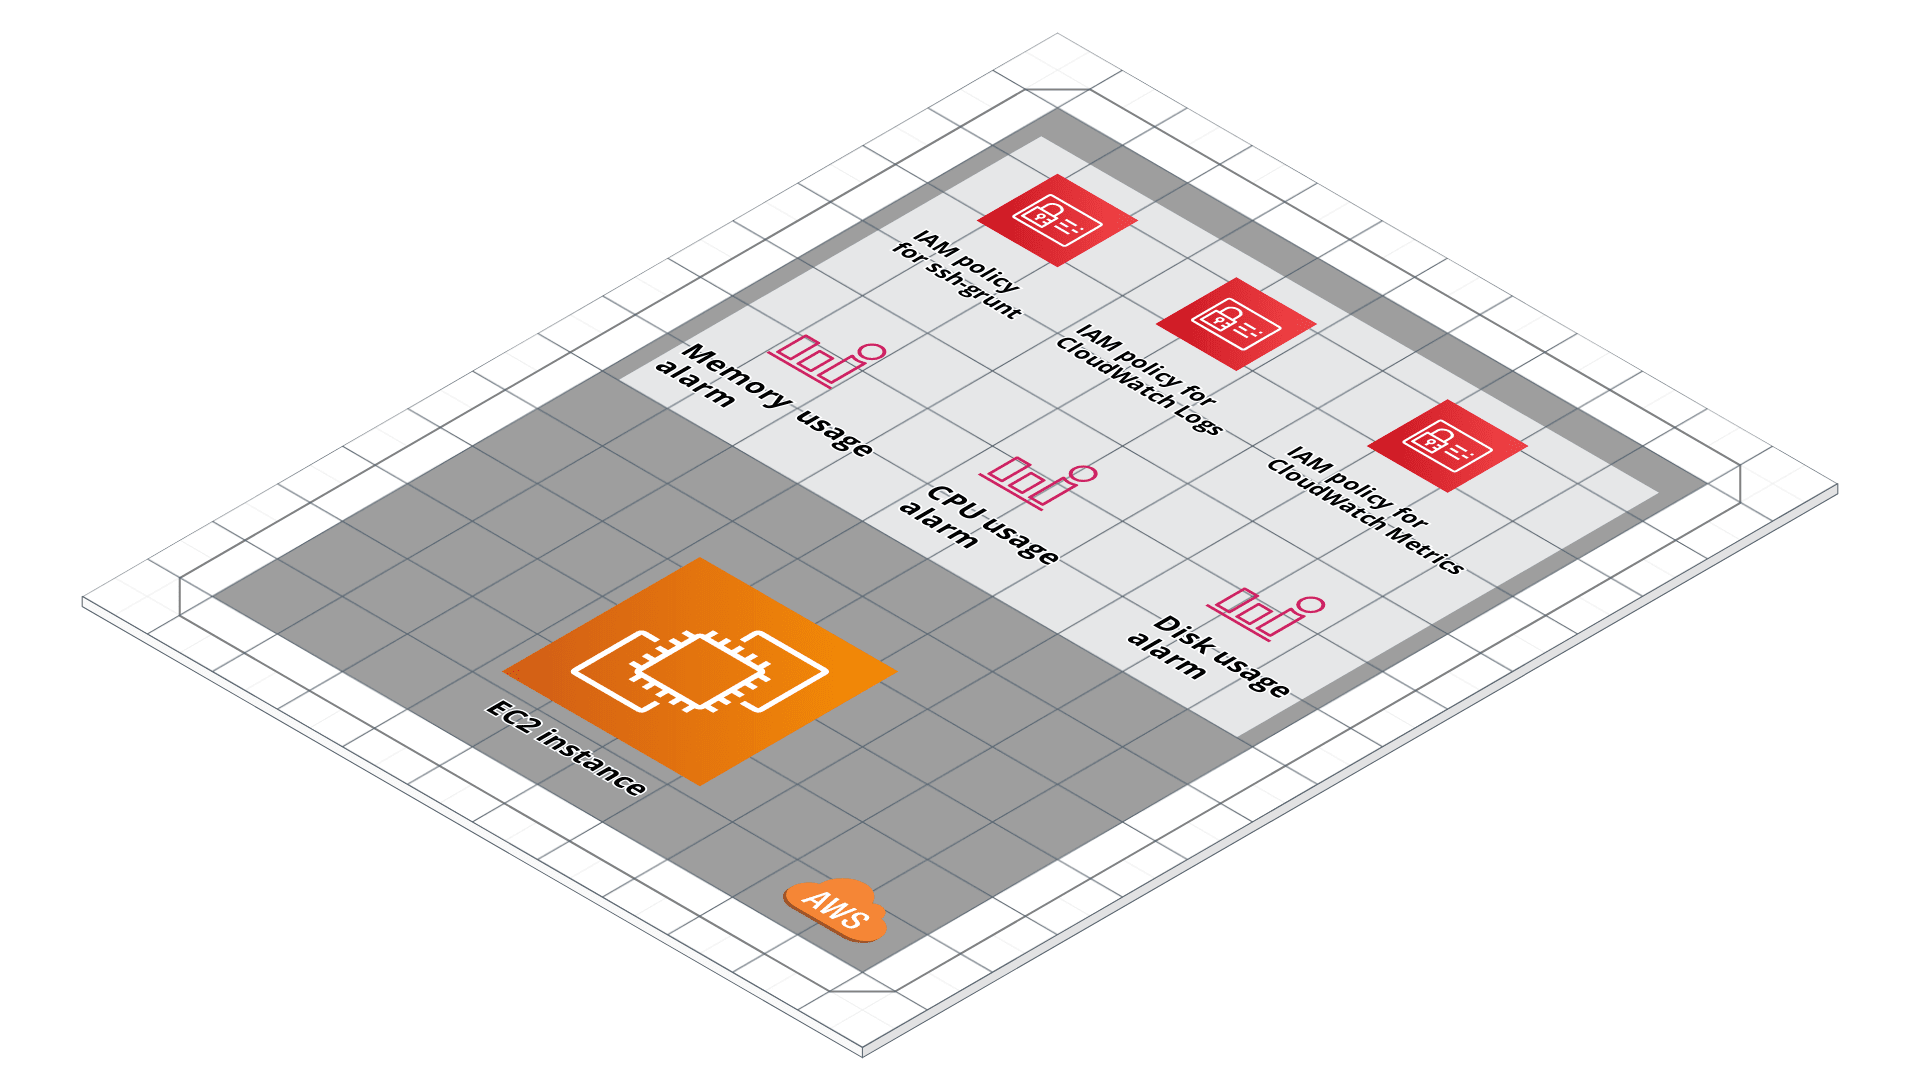 IAM policy
for ssh-grunt
IAM policy for
CloudWatch Logs
IAM policy for
CloudWatch Metrics
Memory usage
alarm
CPU usage
alarm
Disk usage
alarm
EC2 instance
AWS